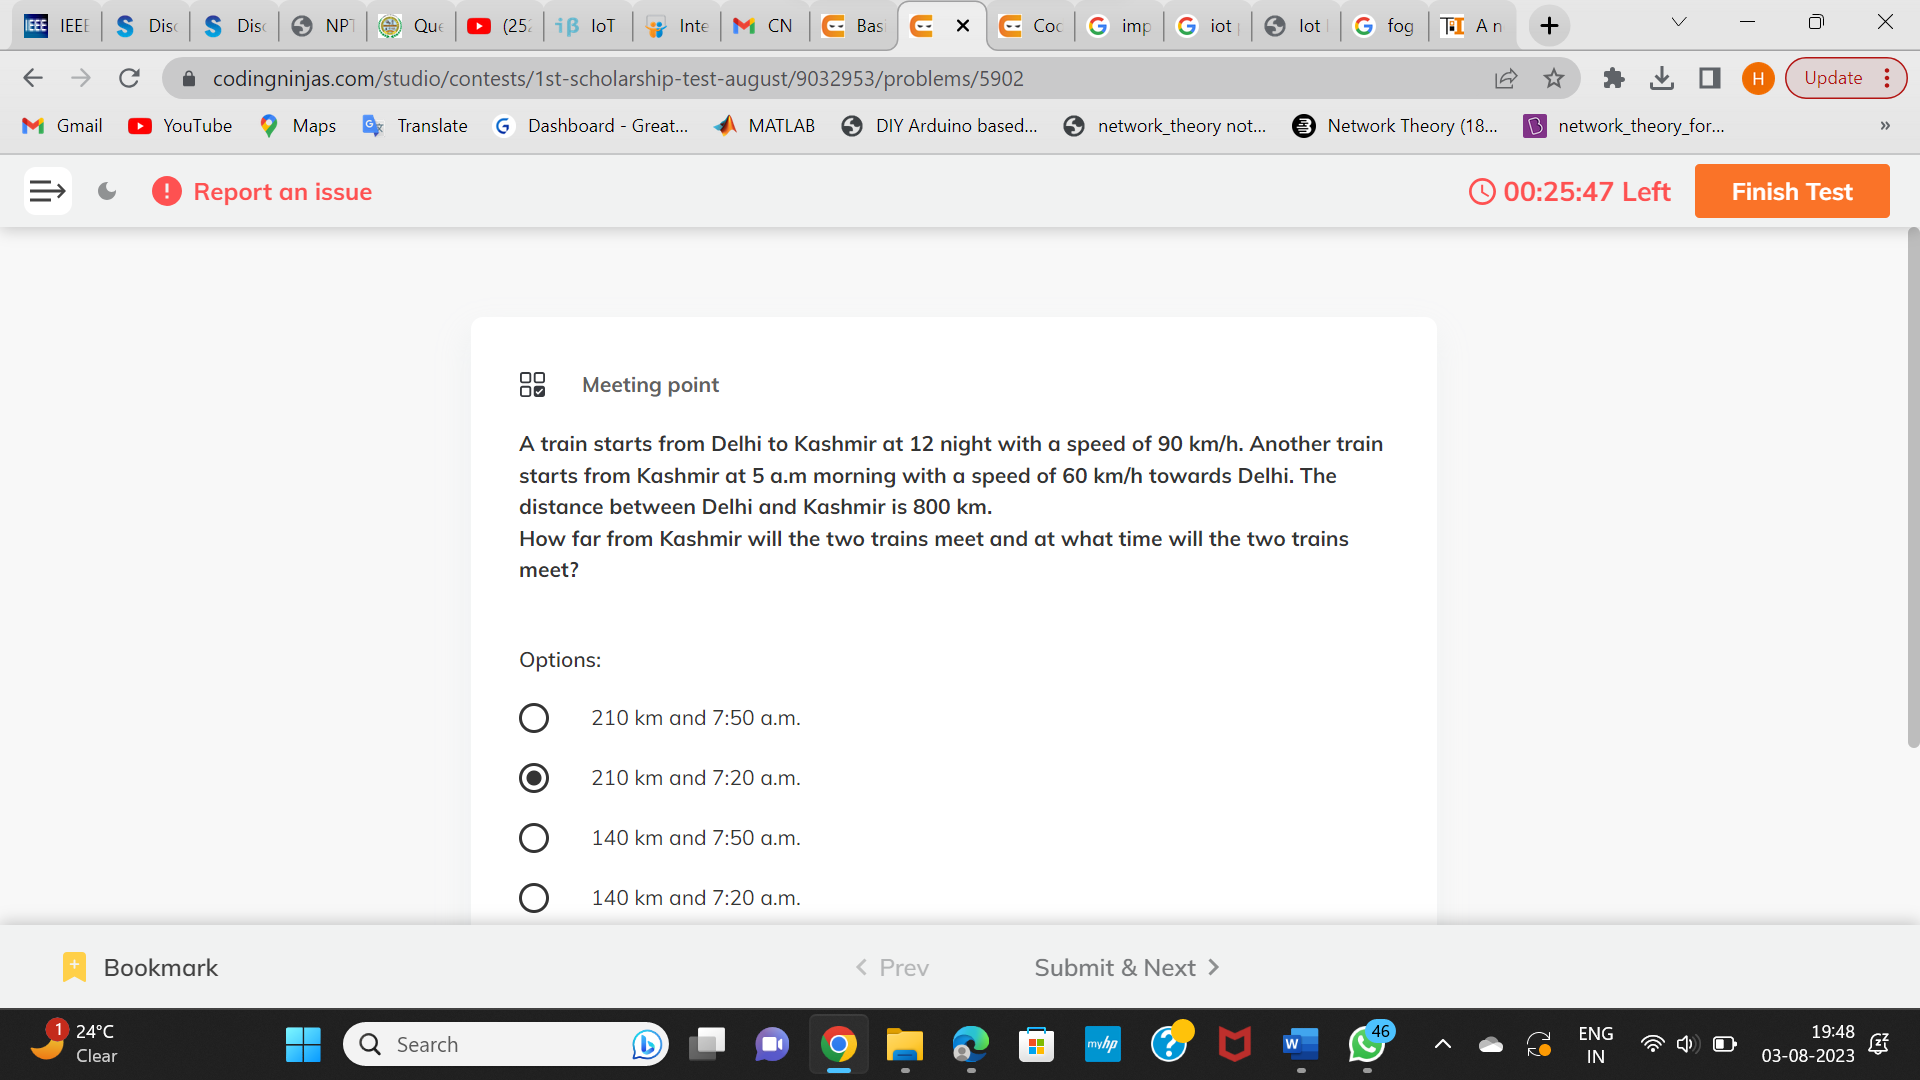 IEEE IEEE Disc Disc NPT Que (252 iβ IoT Inte CN Basi Coc imp iot Iot fog A n
codingninjas.com/studio/contests/1st-scholarship-test-august/9032953/problems/5902 H Update
Gmail YouTube Maps Translate Dashboard - Great... MATLAB DIY Arduino based... network_theory not... Network Theory (18... network_theory_for... »
Report an issue 00:25:47 Left Finish Test
Meeting point
A train starts from Delhi to Kashmir at 12 night with a speed of 90 km/h. Another train
starts from Kashmir at 5 a.m morning with a speed of 60 km/h towards Delhi. The
distance between Delhi and Kashmir is 800 km.
How far from Kashmir will the two trains meet and at what time will the two trains
meet?
Options:
210 km and 7:50 a.m.
210 km and 7:20 a.m.
140 km and 7:50 a.m.
140 km and 7:20 a.m.
Bookmark Prev Submit & Next
1 24°C Search myhp W 46 ENG 19:48
Clear IN 03-08-2023